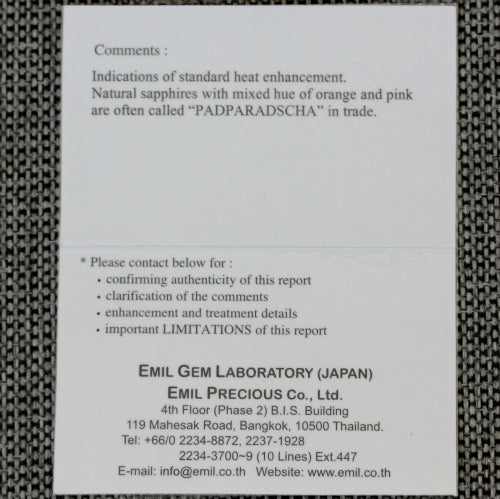 Comments :
Indications of standard heat enhancement.
Natural sapphires with mixed hue of orange and pink
are often called “PADPARADSCHA” in trade.
* Please contact below for :
• confirming authenticity of this report
• clarification of the comments
• enhancement and treatment details
• important LIMITATIONS of this report
EMIL GEM LABORATORY (JAPAN)
EMIL PRECIOUS Co., Ltd.
4th Floor (Phase 2) B.I.S. Building
119 Mahesak Road, Bangkok, 10500 Thailand.
Tel: +66/0 2234-8872, 2237-1928
2234-3700~9 (10 Lines) Ext.447
E-mail: info@emil.co.th Website: www.emil.co.th